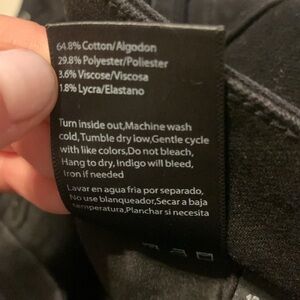 64.8% Cotton/Algodon
29.8% Polyester/Poliester
3.6% Viscose/Viscosa
1.8% Lycra/Elastano
Turn inside out,Machine wash
cold,Tumble dry low,Gentle cycle
with like colors,Do not bleach,
Hang to dry, Indigo will bleed,
Iron if needed
Lavar en agua fria por separado,
No use blanqueador,Secar a baja
temperatura,Planchar si necesita